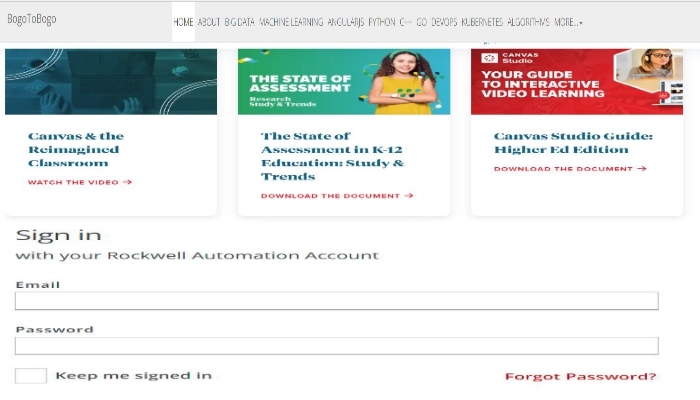 BogoToBogo
HOME ABOUT BIG DATA MACHINE LEARNING ANGULARJS PYTHON C++ GO DEVOPS KUBERNETES ALGORITHMS MORE...
THE STATE OF
ASSESSMENT
Research
Study & Trends
CANVAS
Studio
YOUR GUIDE
TO INTERACTIVE
VIDEO LEARNING
Canvas & the
Reimagined
Classroom
WATCH THE VIDEO →
The State of
Assessment in K-12
Education: Study &
Trends
DOWNLOAD THE DOCUMENT →
Canvas Studio Guide:
Higher Ed Edition
DOWNLOAD THE DOCUMENT →
Sign in
with your Rockwell Automation Account
Email
Password
Keep me signed in
Forgot Password?